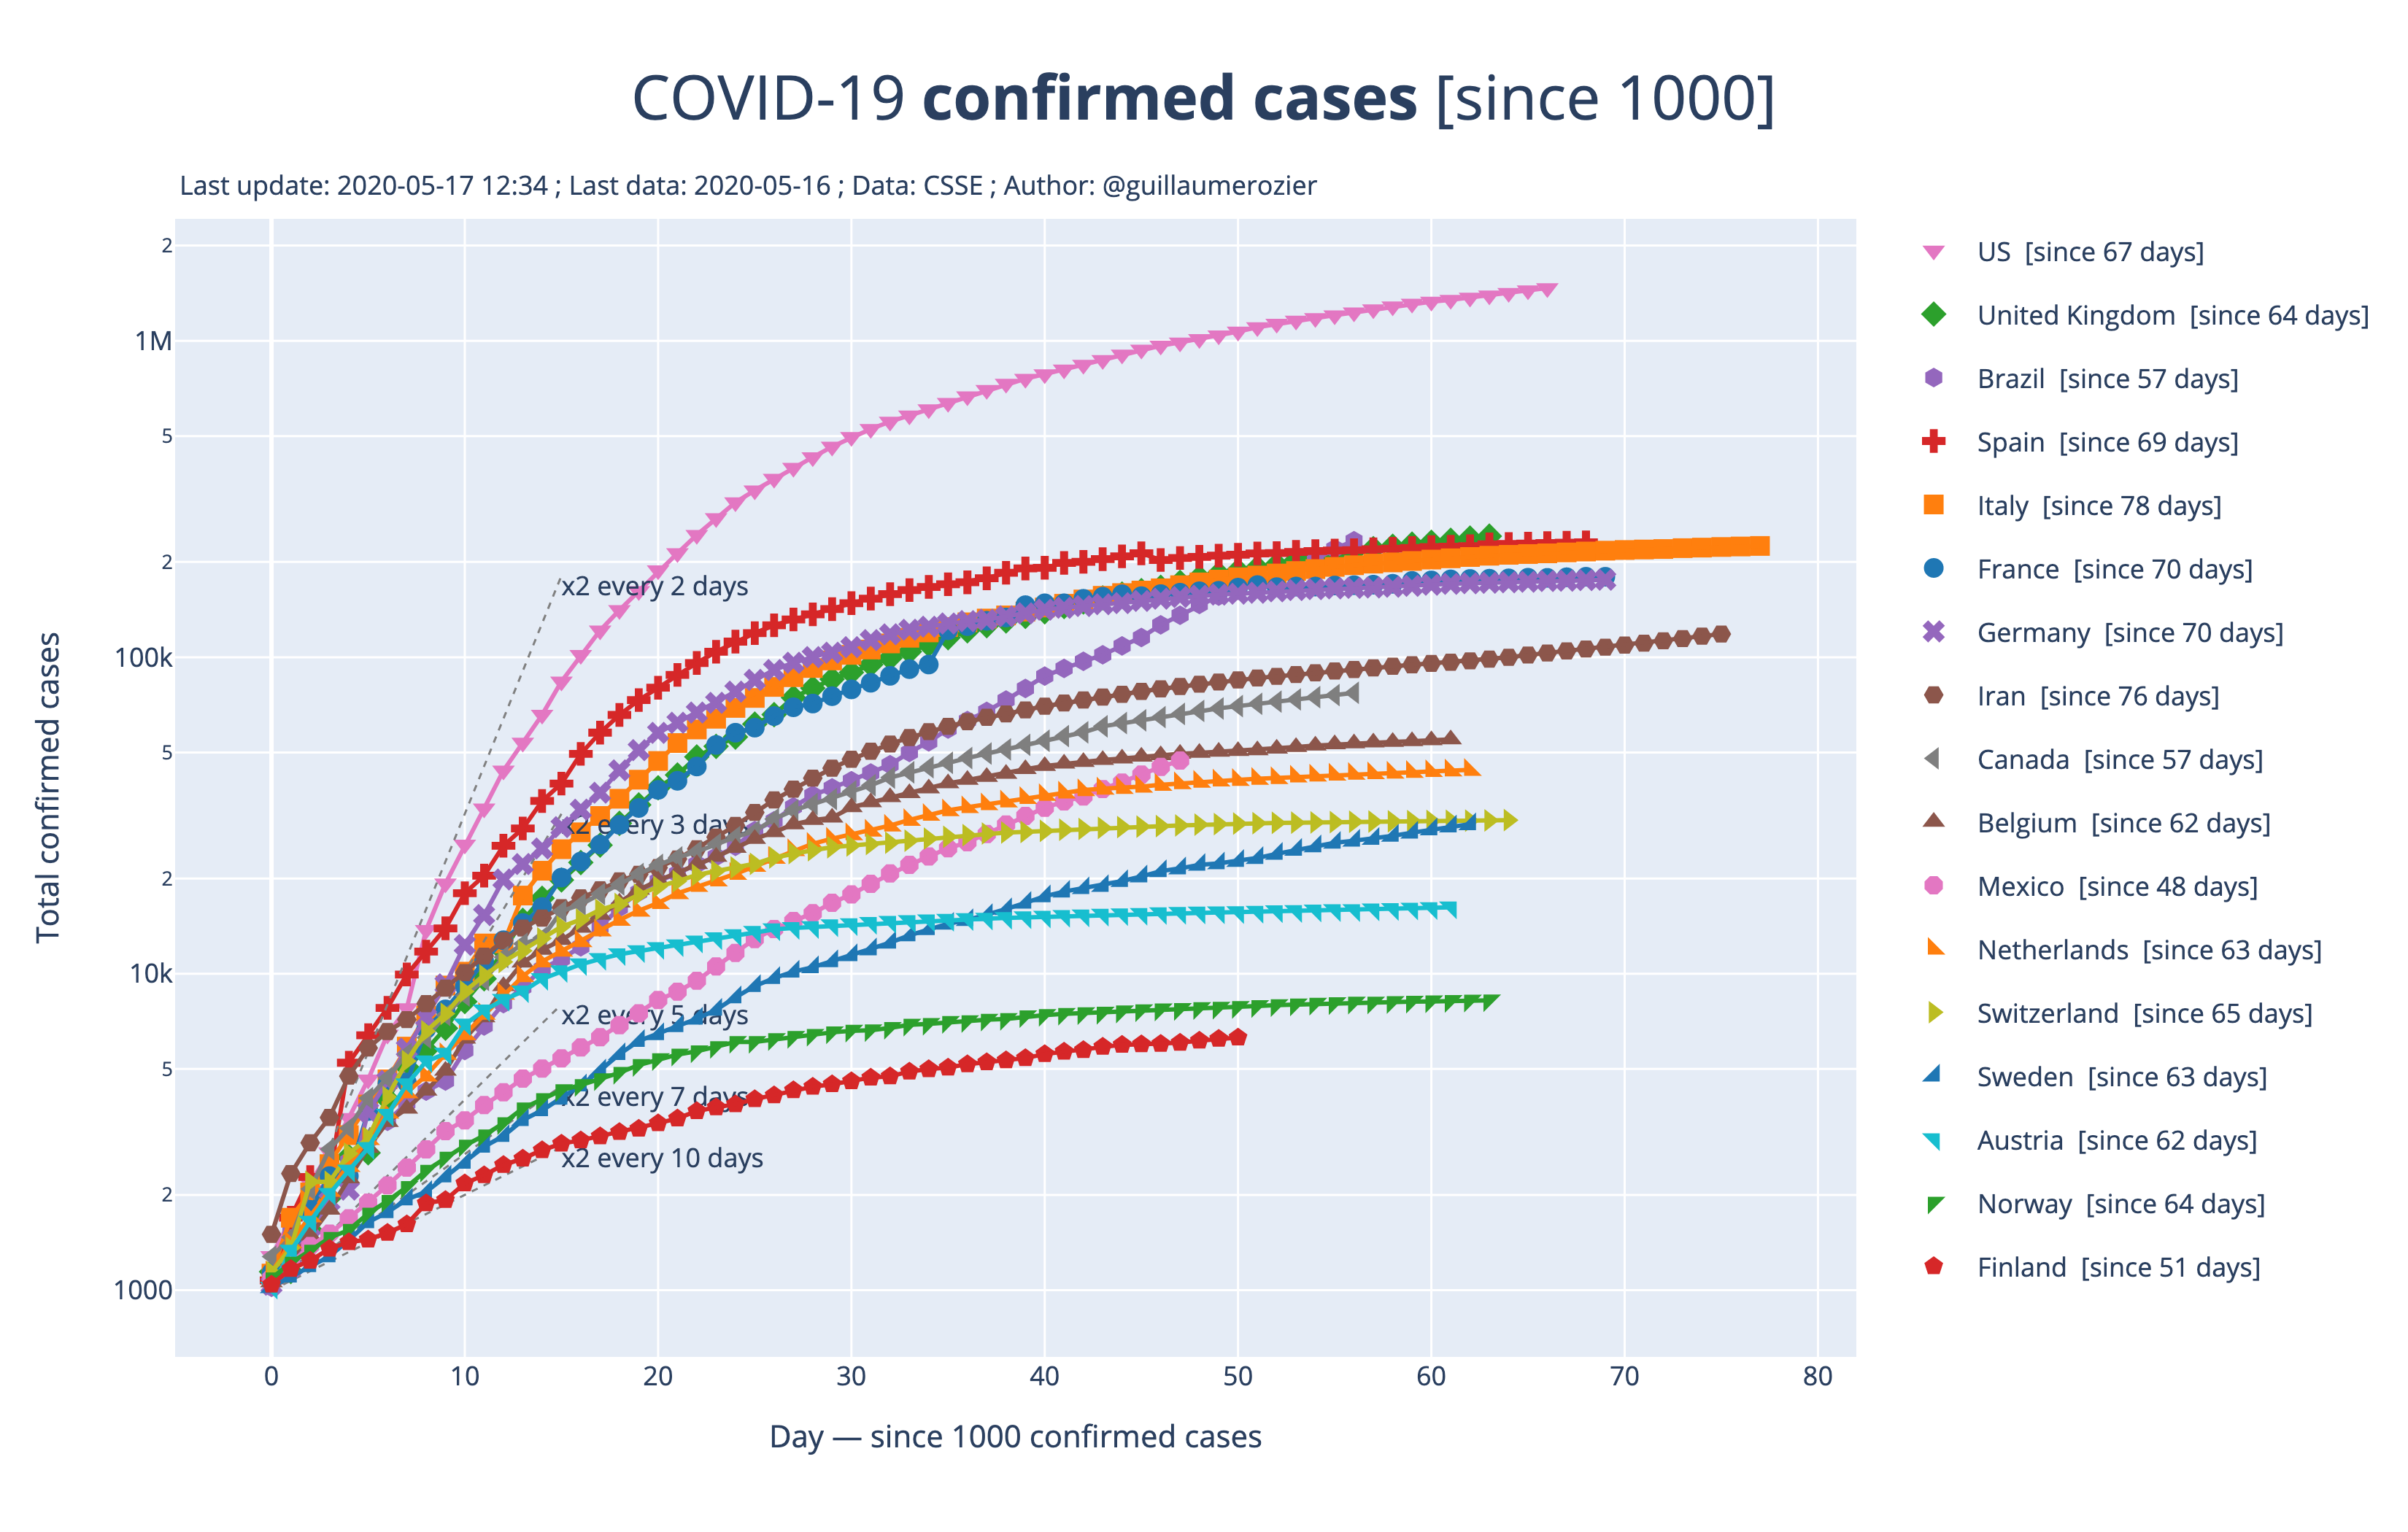 COVID-19 confirmed cases [since 1000]
Last update: 2020-05-17 12:34 ; Last data: 2020-05-16 ; Data: CSSE ; Author: @guillaumerozier
Total confirmed cases
2
1M
5
2
100k
5
2
10k
5
2
1000
x2 every 2 days
x2 every 3 days
x2 every 5 days
x2 every 7 days
x2 every 10 days
0 10 20 30 40 50 60 70 80
Day — since 1000 confirmed cases
US [since 67 days]
United Kingdom [since 64 days]
Brazil [since 57 days]
Spain [since 69 days]
Italy [since 78 days]
France [since 70 days]
Germany [since 70 days]
Iran [since 76 days]
Canada [since 57 days]
Belgium [since 62 days]
Mexico [since 48 days]
Netherlands [since 63 days]
Switzerland [since 65 days]
Sweden [since 63 days]
Austria [since 62 days]
Norway [since 64 days]
Finland [since 51 days]